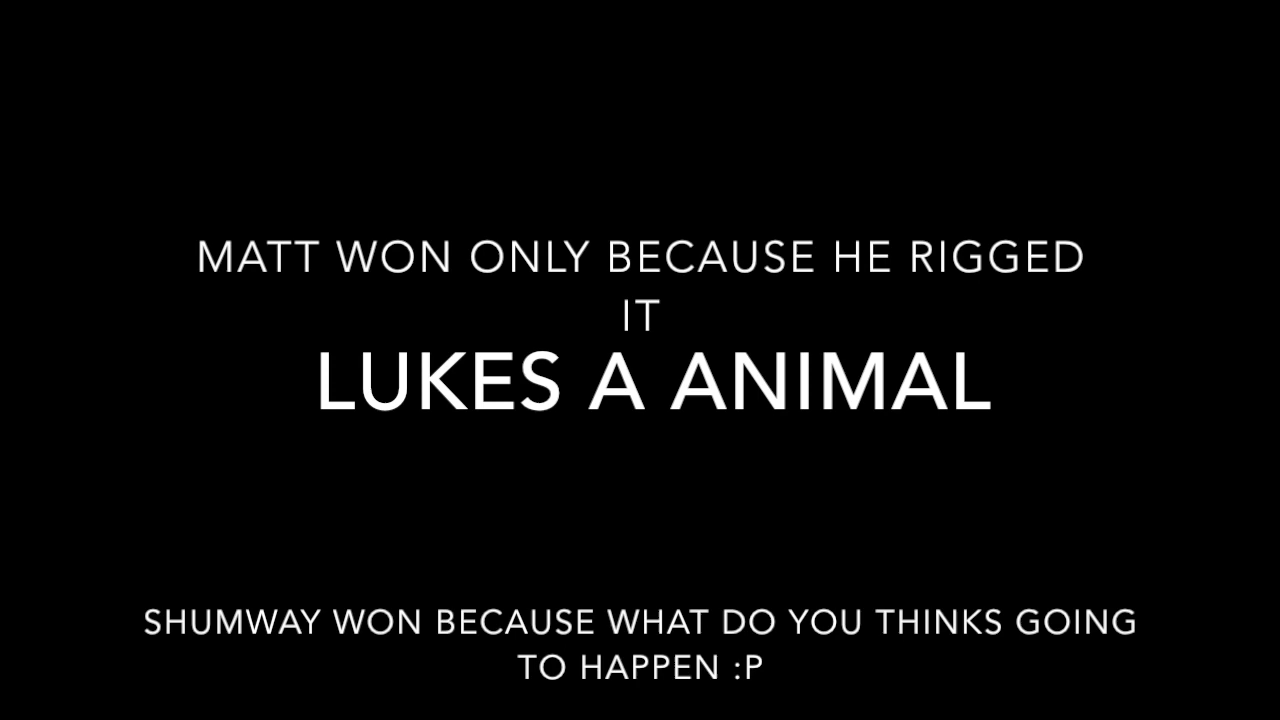 MATT WON ONLY BECAUSE HE RIGGED
IT
LUKES A ANIMAL
SHUMWAY WON BECAUSE WHAT DO YOU THINKS GOING
TO HAPPEN :P